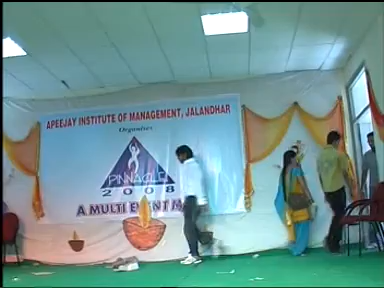 APEEJAY INSTITUTE OF MANAGEMENT, JALANDHAR
Organises
PINNACLE
2008
A MULTI EVENT